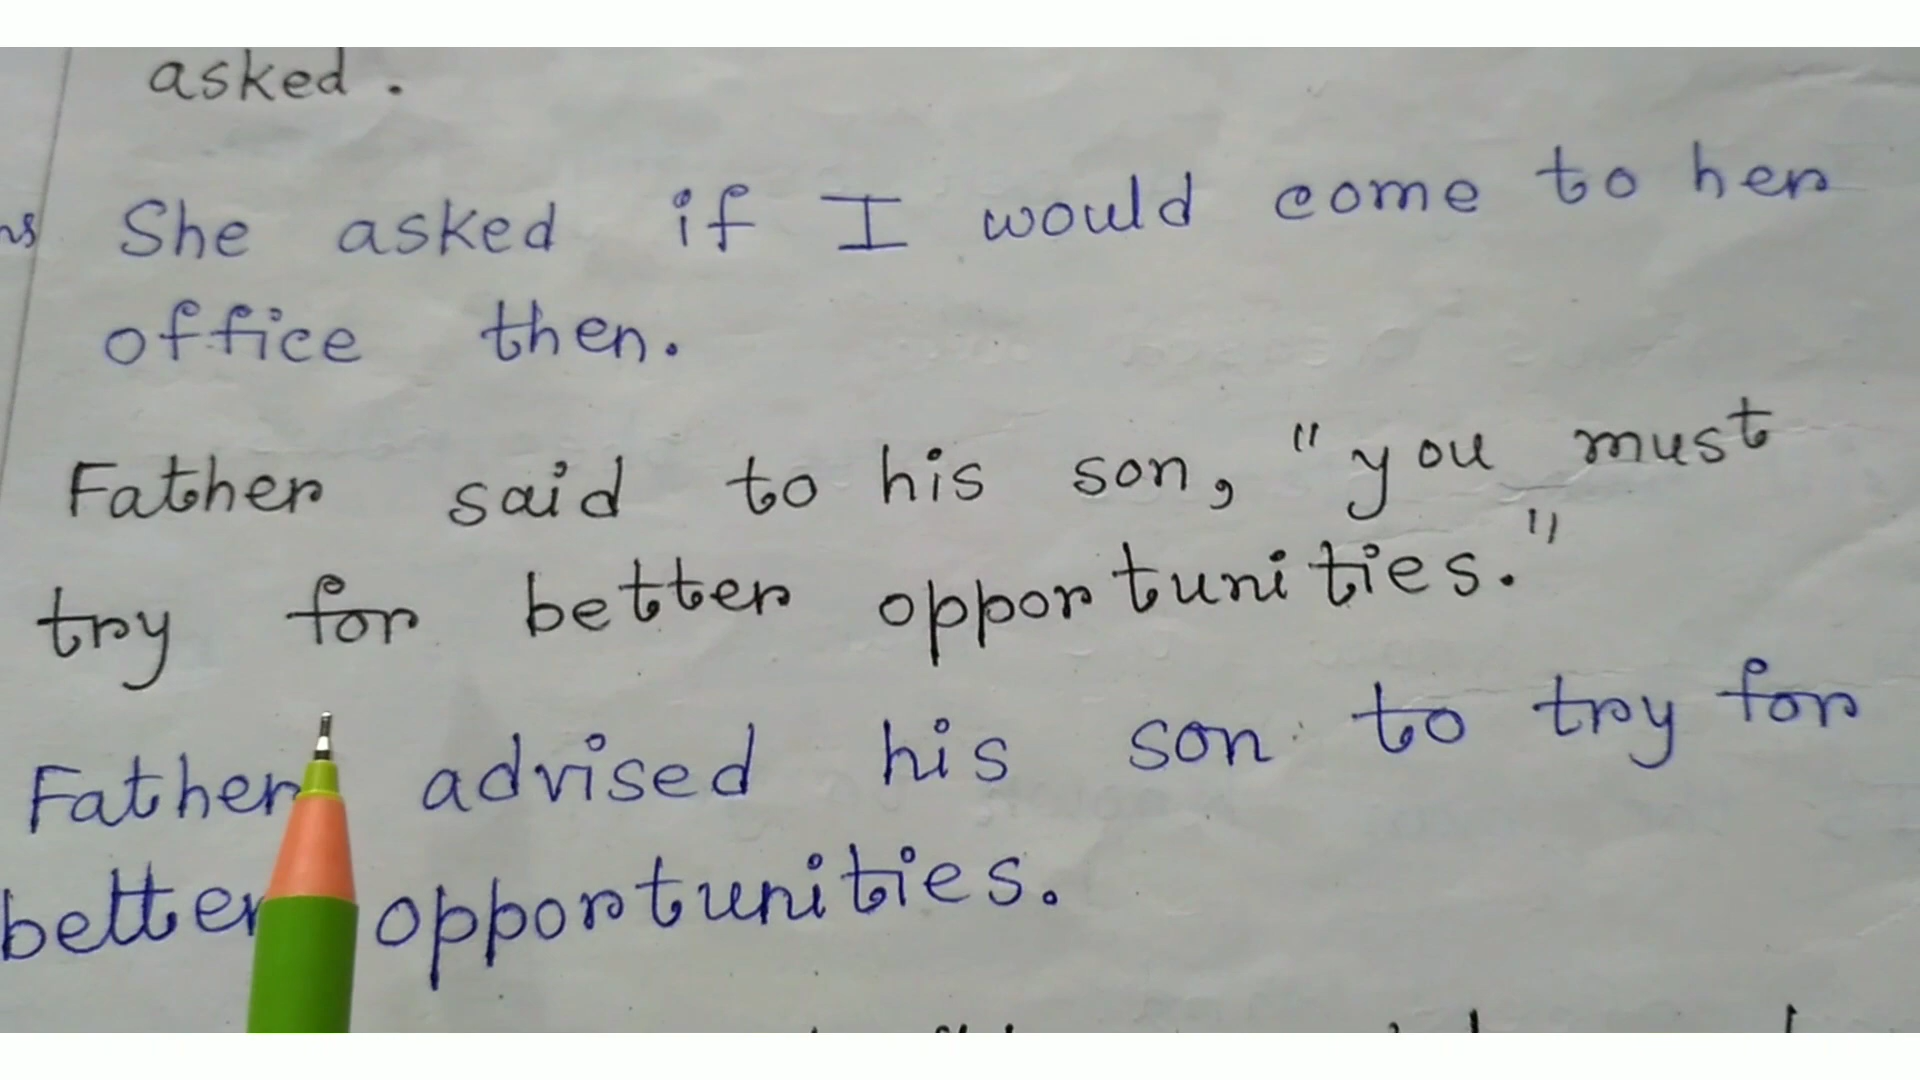 asked.
She asked if I would come to her
office then.
Father said to his son, "you must
try for better opportunities."
Father advised his son to try for
better opportunities.